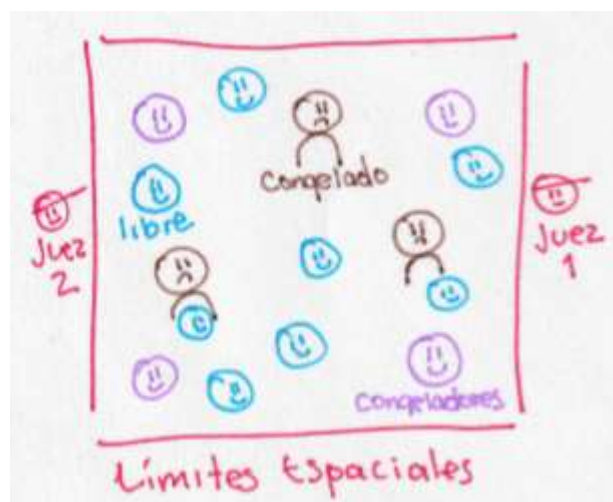 congelado
libre
Juez
2
Juez
1
congeladores
Límites Espaciales